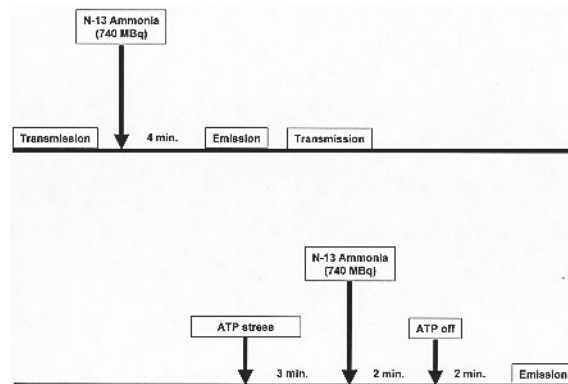 N-13 Ammonia
(740 MBq)
Transmission
4 min.
Emission
Transmission
N-13 Ammonia
(740 MBq)
ATP stress
ATP off
3 min.
2 min.
2 min.
Emission